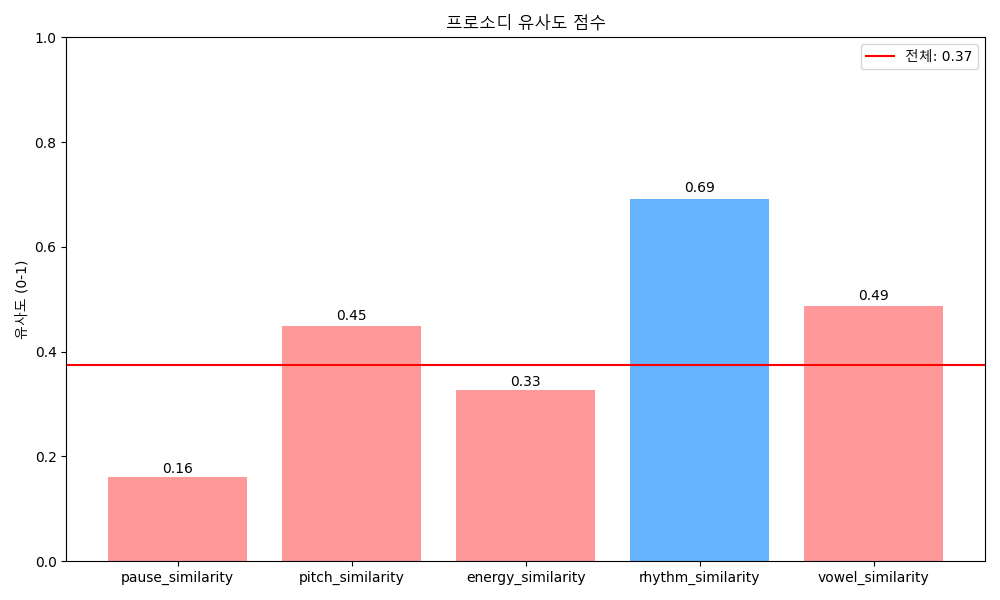 프로소디 유사도 점수
전체: 0.37
유사도 (0-1)
1.0
0.8
0.6
0.4
0.2
0.0
0.16
0.45
0.33
0.69
0.49
pause_similarity
pitch_similarity
energy_similarity
rhythm_similarity
vowel_similarity